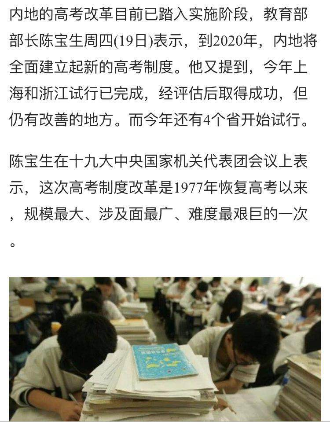 内地的高考改革目前已踏入实施阶段，教育部
部长陈宝生周四(19日)表示，到2020年，内地将
全面建立起新的高考制度。他又提到，今年上
海和浙江试行已完成，经评估后取得成功，但
仍有改善的地方。而今年还有4个省开始试行。
陈宝生在十九大中央国家机关代表团会议上表
示，这次高考制度改革是1977年恢复高考以来
，规模最大、涉及面最广、难度最艰巨的一次
。